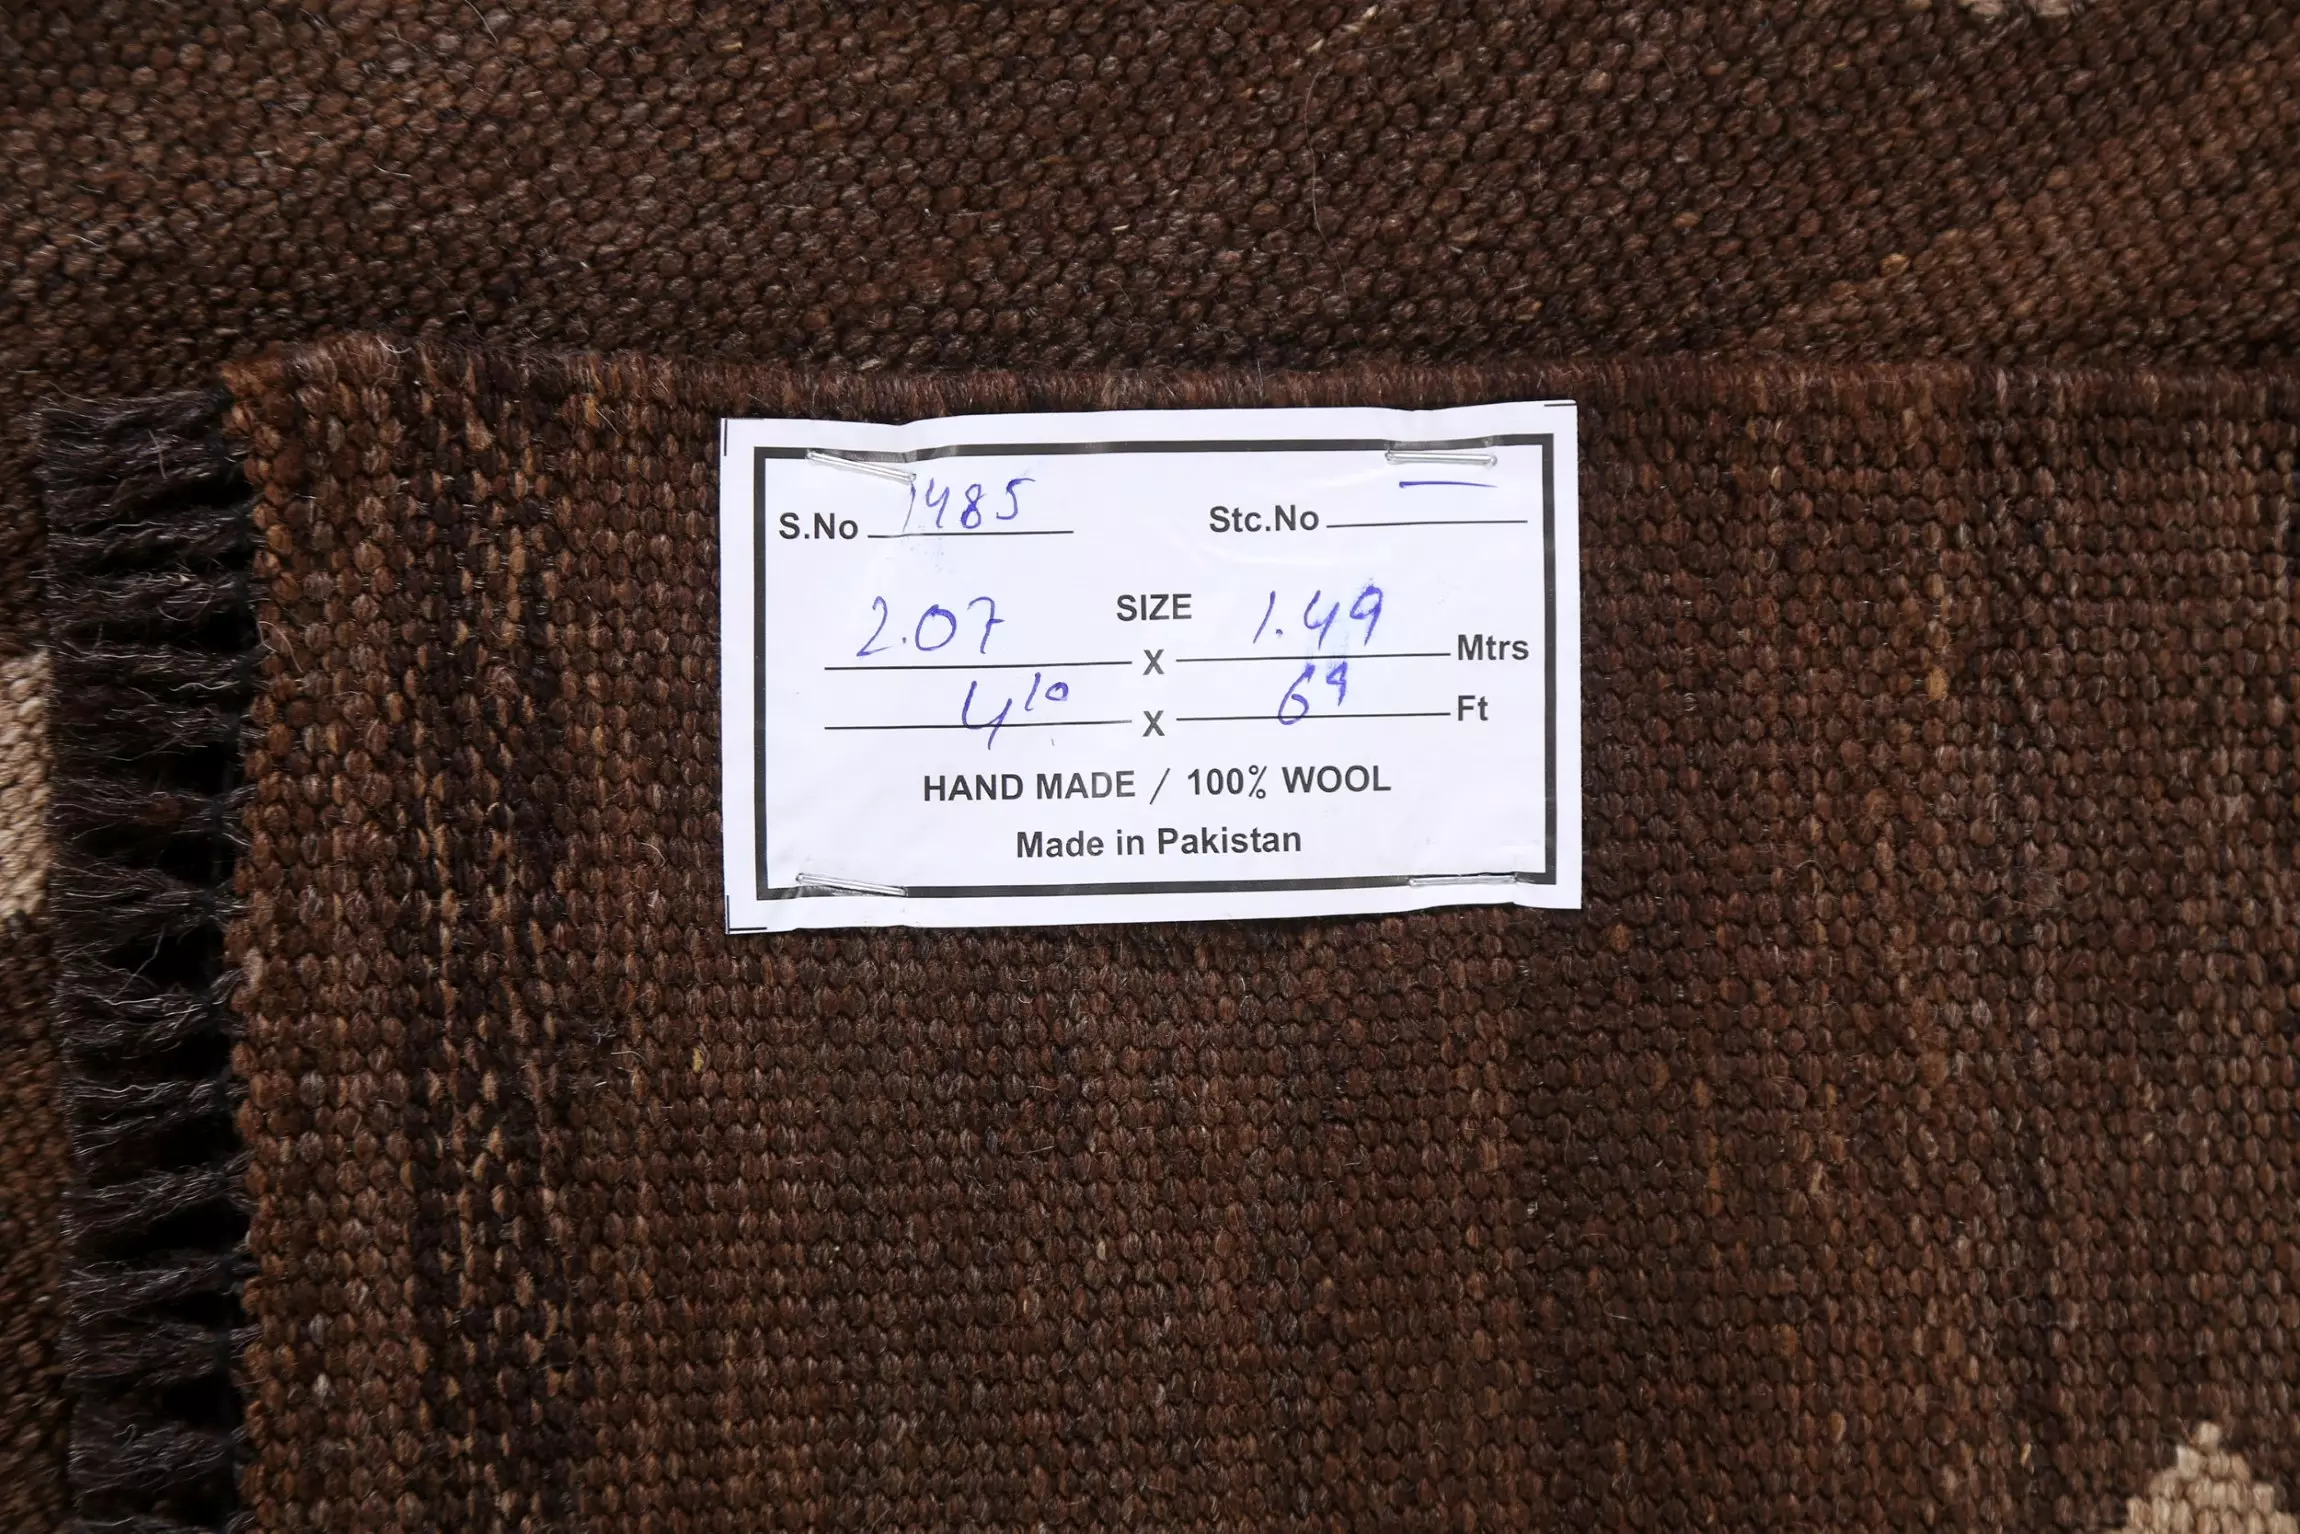 S.No 1485 Stc.No —
SIZE
2.07 X 1.49 Mtrs
4 10 X 6 9 Ft
HAND MADE / 100% WOOL
Made in Pakistan